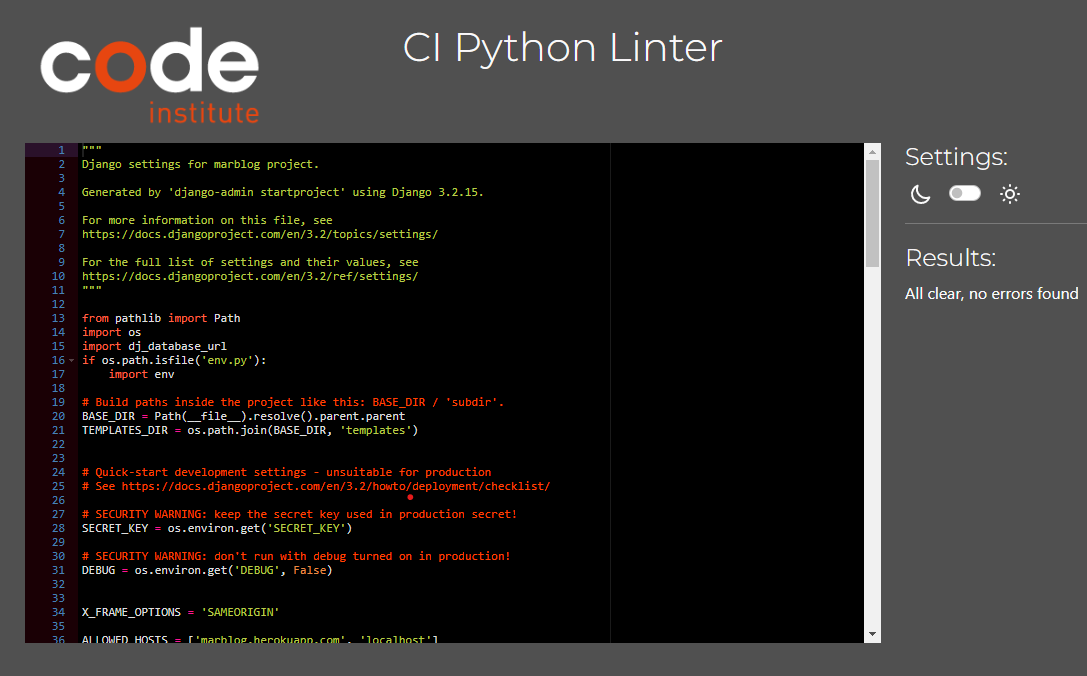 code
institute
CI Python Linter
1 """
2 Django settings for marblog project.
3
4 Generated by 'django-admin startproject' using Django 3.2.15.
5
6 For more information on this file, see
7 https://docs.djangoproject.com/en/3.2/topics/settings/
8
9 For the full list of settings and their values, see
10 https://docs.djangoproject.com/en/3.2/ref/settings/
11 """
12
13 from pathlib import Path
14 import os
15 import dj_database_url
16 if os.path.isfile('env.py'):
17     import env
18
19 # Build paths inside the project like this: BASE_DIR / 'subdir'.
20 BASE_DIR = Path(__file__).resolve().parent.parent
21 TEMPLATES_DIR = os.path.join(BASE_DIR, 'templates')
22
23
24 # Quick-start development settings - unsuitable for production
25 # See https://docs.djangoproject.com/en/3.2/howto/deployment/checklist/
26
27 # SECURITY WARNING: keep the secret key used in production secret!
28 SECRET_KEY = os.environ.get('SECRET_KEY')
29
30 # SECURITY WARNING: don't run with debug turned on in production!
31 DEBUG = os.environ.get('DEBUG', False)
32
33
34 X_FRAME_OPTIONS = 'SAMEORIGIN'
35
36 ALLOWED_HOSTS = ['marblog.herokuapp.com', 'localhost']
Settings:
Results:
All clear, no errors found